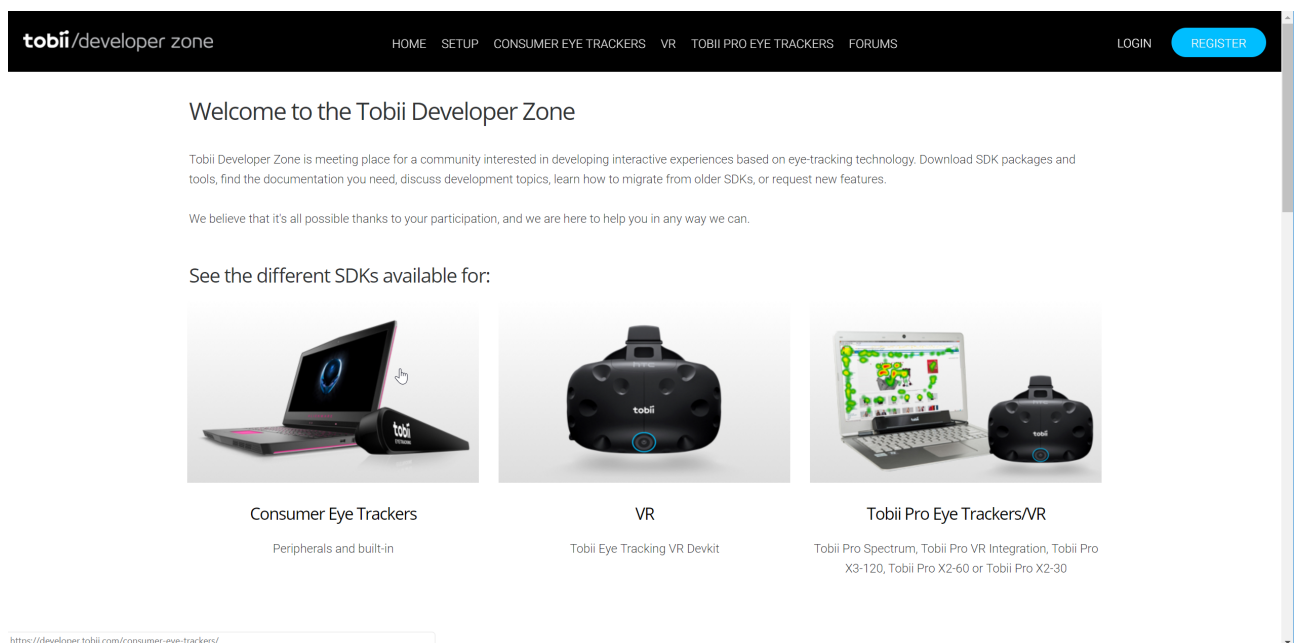 tobii/developer zone
HOME SETUP CONSUMER EYE TRACKERS VR TOBII PRO EYE TRACKERS FORUMS
LOGIN REGISTER
Welcome to the Tobii Developer Zone
Tobii Developer Zone is meeting place for a community interested in developing interactive experiences based on eye-tracking technology. Download SDK packages and
tools, find the documentation you need, discuss development topics, learn how to migrate from older SDKs, or request new features.
We believe that it's all possible thanks to your participation, and we are here to help you in any way we can.
See the different SDKs available for:
tobii
EYETRACKING
htc
tobii
tobii
Consumer Eye Trackers
Peripherals and built-in
VR
Tobii Eye Tracking VR Devkit
Tobii Pro Eye Trackers/VR
Tobii Pro Spectrum, Tobii Pro VR Integration, Tobii Pro
X3-120, Tobii Pro X2-60 or Tobii Pro X2-30
https://developer.tobii.com/consumer-eye-trackers/